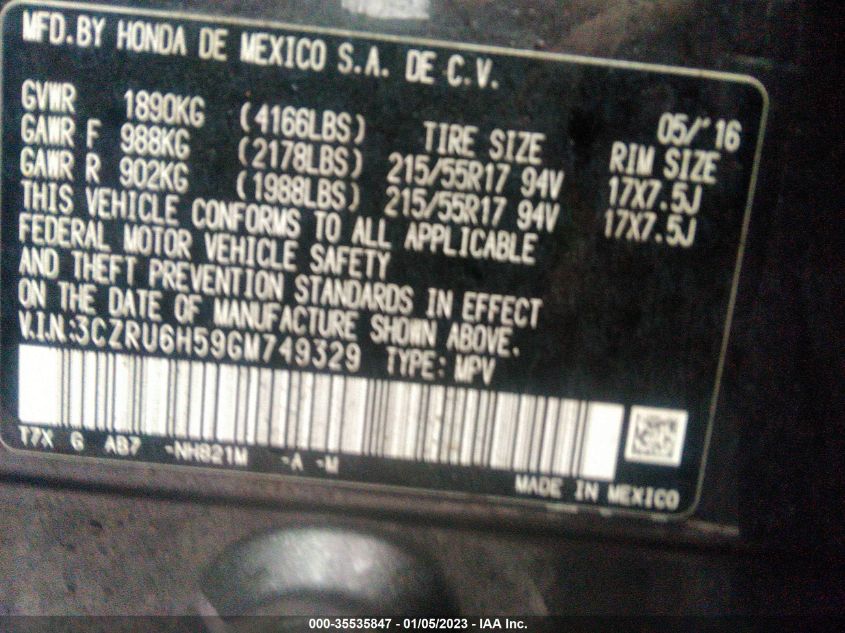 MFD.BY HONDA DE MEXICO S.A. DE C.V.
05/'16
GVWR 1890KG (4166LBS) TIRE SIZE RIM SIZE
GAWR F 988KG (2178LBS) 215/55R17 94V 17X7.5J
GAWR R 902KG (1988LBS) 215/55R17 94V 17X7.5J
THIS VEHICLE CONFORMS TO ALL APPLICABLE
FEDERAL MOTOR VEHICLE SAFETY
AND THEFT PREVENTION STANDARDS IN EFFECT
ON THE DATE OF MANUFACTURE SHOWN ABOVE.
V.I.N:3CZRU6H59GM749329 TYPE: MPV
T7X G AB7 -NH821M -A -M
MADE IN MEXICO
000-35535847 - 01/05/2023 - IAA Inc.